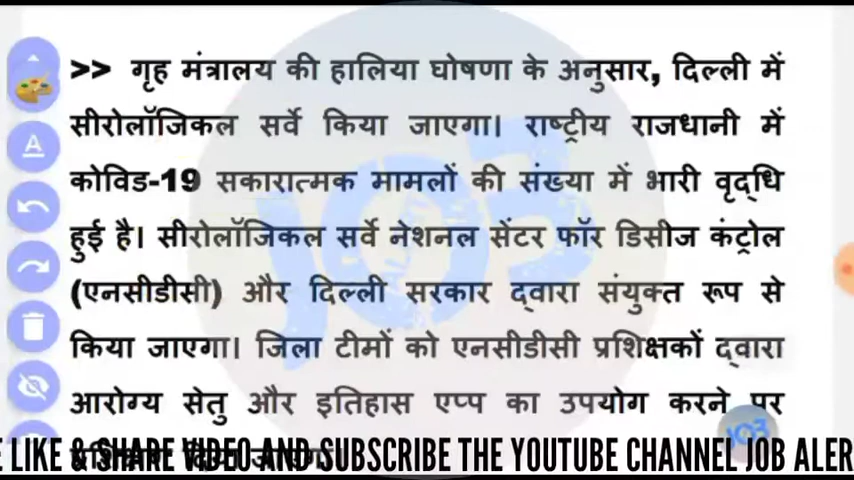 >> गृह मंत्रालय की हालिया घोषणा के अनुसार, दिल्ली में
सीरोलॉजिकल सर्वे किया जाएगा। राष्ट्रीय राजधानी में
कोविड-19 सकारात्मक मामलों की संख्या में भारी वृद्धि
हुई है। सीरोलॉजिकल सर्वे नेशनल सेंटर फॉर डिसीज कंट्रोल
(एनसीडीसी) और दिल्ली सरकार द्वारा संयुक्त रूप से
किया जाएगा। जिला टीमों को एनसीडीसी प्रशिक्षकों द्वारा
आरोग्य सेतु और इतिहास एप्प का उपयोग करने पर
LIKE & SHARE VIDEO AND SUBSCRIBE THE YOUTUBE CHANNEL JOB ALER